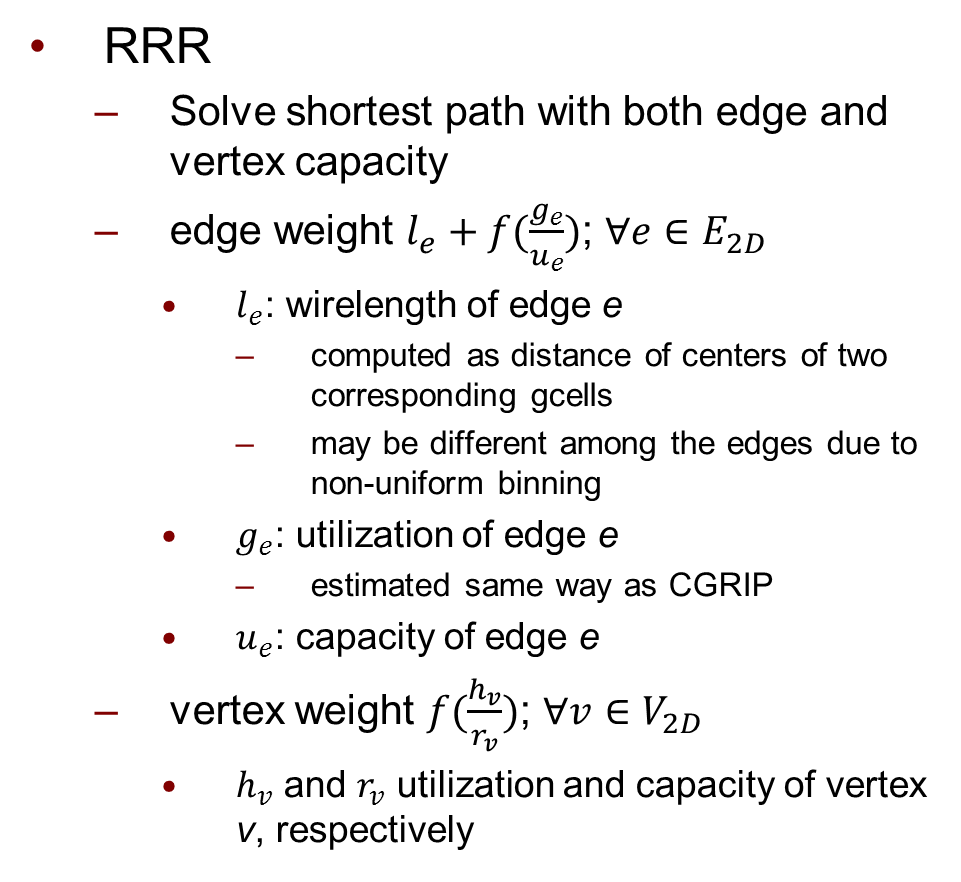 • RRR
– Solve shortest path with both edge and
vertex capacity
– edge weight $l_e + f(\frac{g_e}{u_e})$; $\forall e \in E_{2D}$
• $l_e$: wirelength of edge e
– computed as distance of centers of two
corresponding gcells
– may be different among the edges due to
non-uniform binning
• $g_e$: utilization of edge e
– estimated same way as CGRIP
• $u_e$: capacity of edge e
– vertex weight $f(\frac{h_v}{r_v})$; $\forall v \in V_{2D}$
• $h_v$ and $r_v$ utilization and capacity of vertex
v, respectively